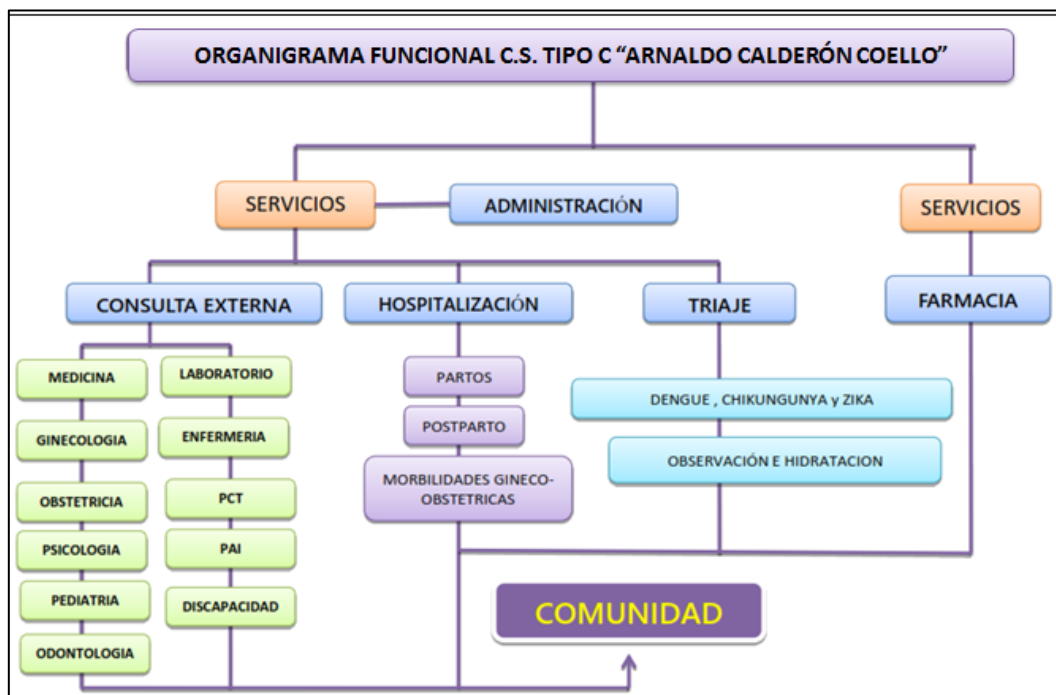 ORGANIGRAMA FUNCIONAL C.S. TIPO C “ARNALDO CALDERÓN COELLO”
SERVICIOS
ADMINISTRACIÓN
SERVICIOS
CONSULTA EXTERNA
HOSPITALIZACIÓN
TRIAJE
FARMACIA
MEDICINA
GINECOLOGIA
OBSTETRICIA
PSICOLOGIA
PEDIATRIA
ODONTOLOGIA
LABORATORIO
ENFERMERIA
PCT
PAI
DISCAPACIDAD
PARTOS
POSTPARTO
MORBILIDADES GINECO-
OBSTETRICAS
DENGUE , CHIKUNGUNYA y ZIKA
OBSERVACIÓN E HIDRATACION
COMUNIDAD